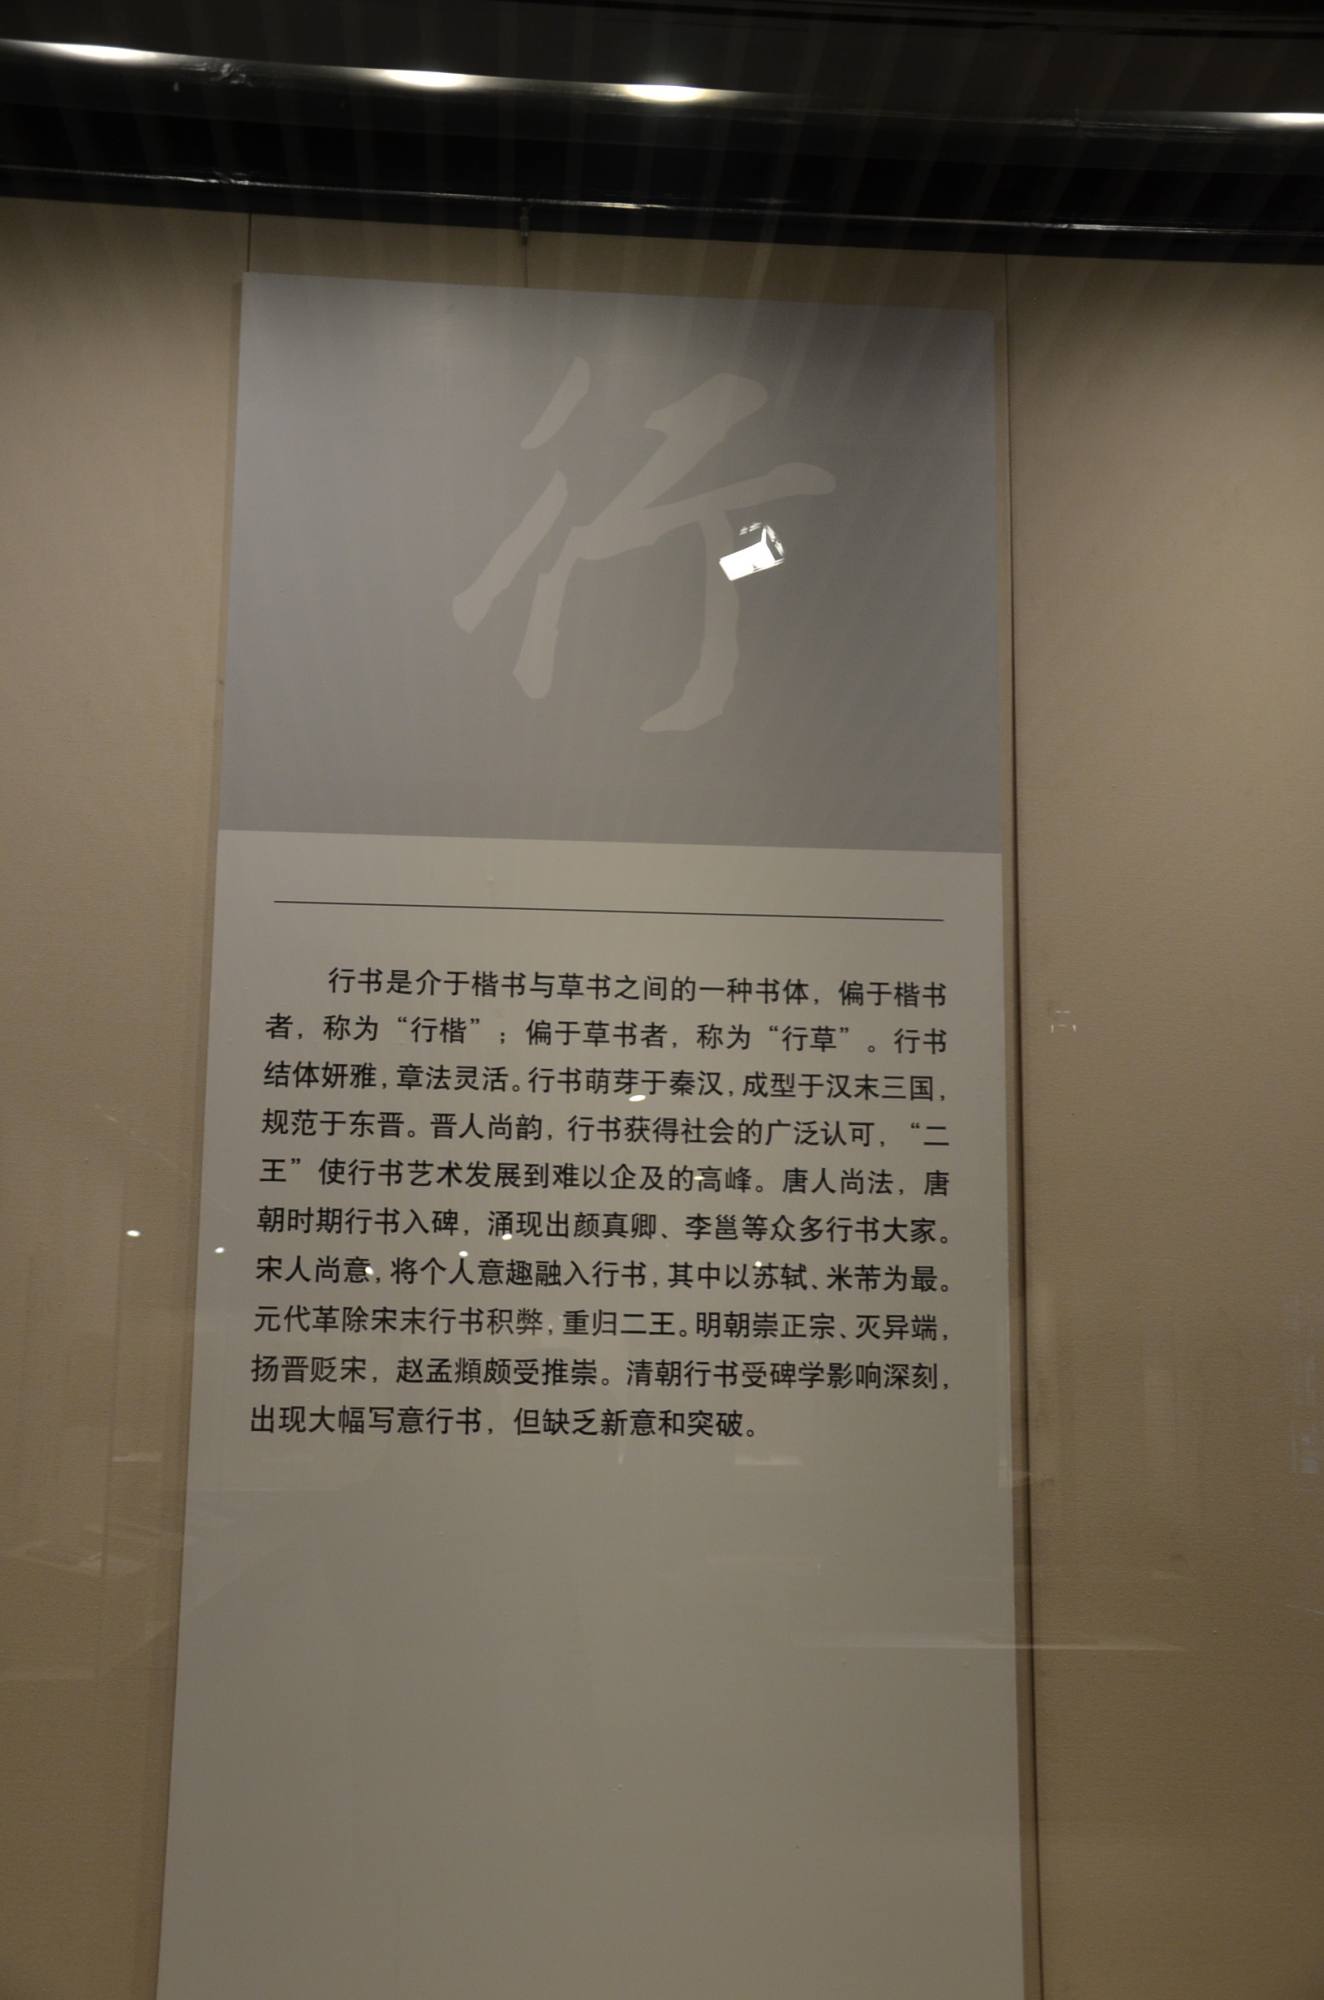 行
行书是介于楷书与草书之间的一种书体，偏于楷书
者，称为“行楷”；偏于草书者，称为“行草”。行书
结体妍雅，章法灵活。行书萌芽于秦汉，成型于汉末三国，
规范于东晋。晋人尚韵，行书获得社会的广泛认可，“二
王”使行书艺术发展到难以企及的高峰。唐人尚法，唐
朝时期行书入碑，涌现出颜真卿、李邕等众多行书大家。
宋人尚意，将个人意趣融入行书，其中以苏轼、米芾为最。
元代革除宋末行书积弊，重归二王。明朝崇正宗、灭异端，
扬晋贬宋，赵孟頫颇受推崇。清朝行书受碑学影响深刻，
出现大幅写意行书，但缺乏新意和突破。